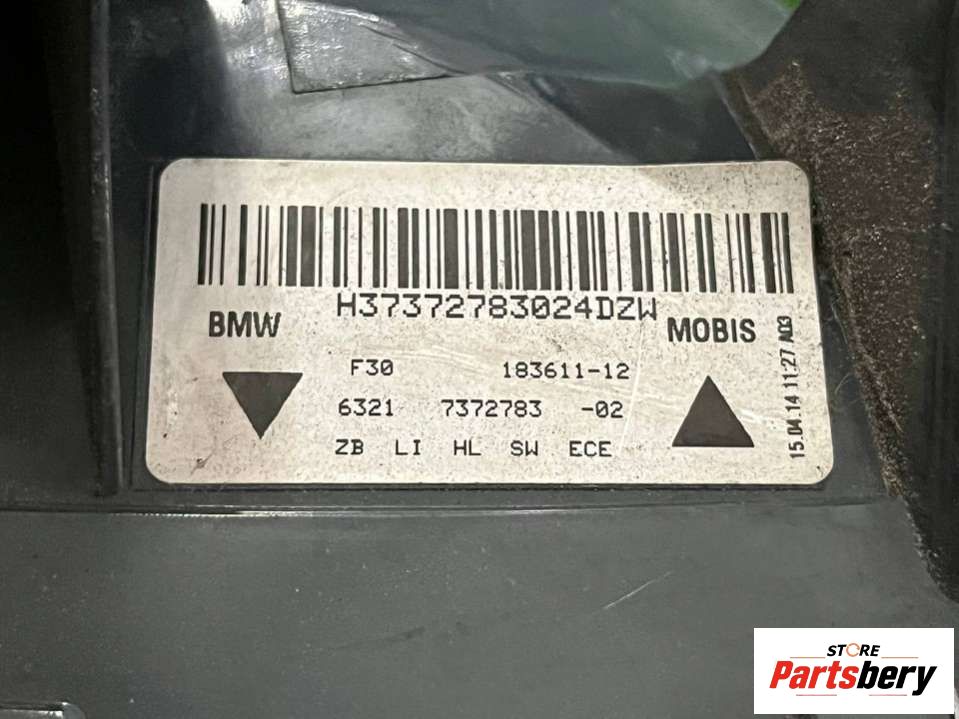 H37372783024DZW
BMW
MOBIS
F30 183611-12
6321 7372783 -02
ZB LI HL SW ECE
15.04.14 11:27 A03
STORE
Partsbery